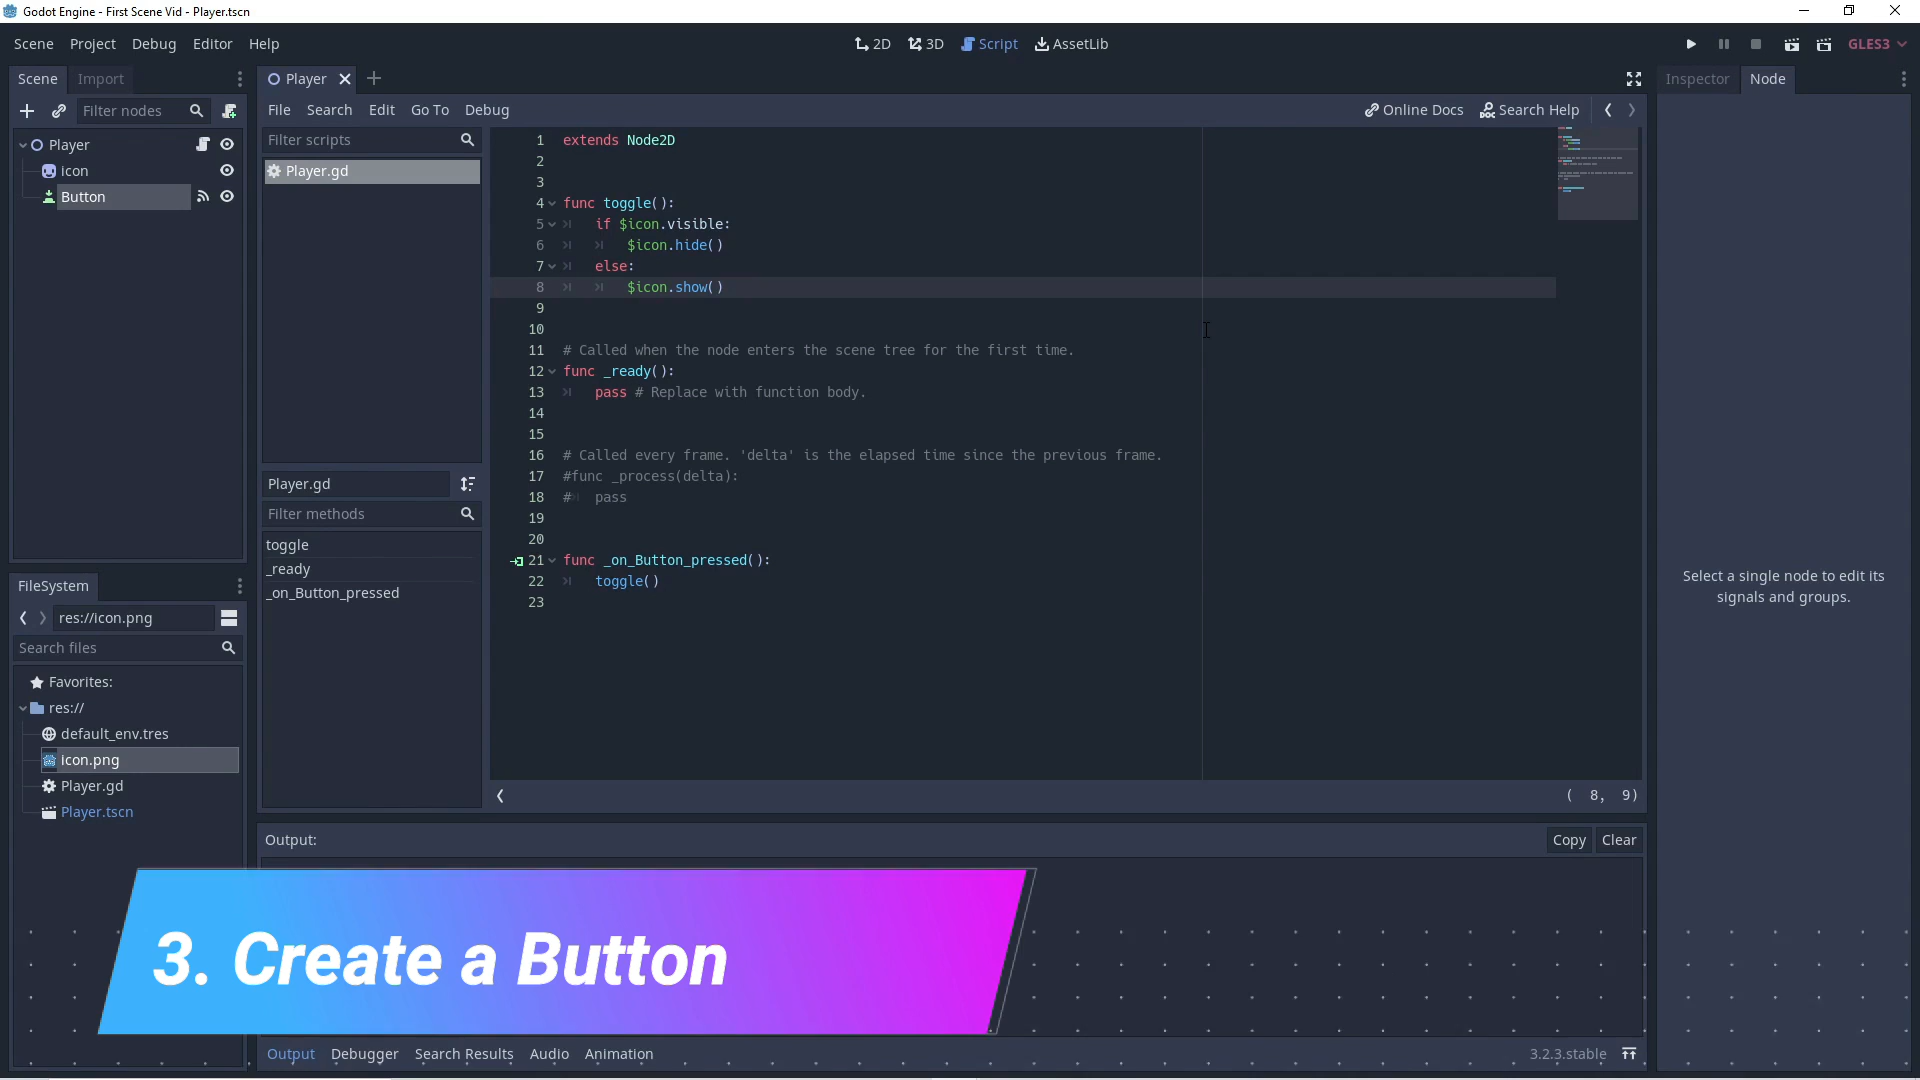 Godot Engine - First Scene Vid - Player.tscn
Scene Project Debug Editor Help
2D 3D Script AssetLib
GLES3
Scene Import
Player
Inspector Node
Filter nodes
File Search Edit Go To Debug
Online Docs Search Help
Player
icon
Button
Filter scripts
Player.gd
1 extends Node2D
2
3
4 func toggle():
5 if $icon.visible:
6 $icon.hide()
7 else:
8 $icon.show()
9
10
11 # Called when the node enters the scene tree for the first time.
12 func _ready():
13 pass # Replace with function body.
14
15
16 # Called every frame. 'delta' is the elapsed time since the previous frame.
17 #func _process(delta):
18 # pass
19
20
21 func _on_Button_pressed():
22 toggle()
23
( 8, 9)
Player.gd
Filter methods
toggle
_ready
_on_Button_pressed
Select a single node to edit its
signals and groups.
FileSystem
res://icon.png
Search files
Favorites:
res://
default_env.tres
icon.png
Player.gd
Player.tscn
Output:
Copy Clear
3. Create a Button
Output Debugger Search Results Audio Animation
3.2.3.stable